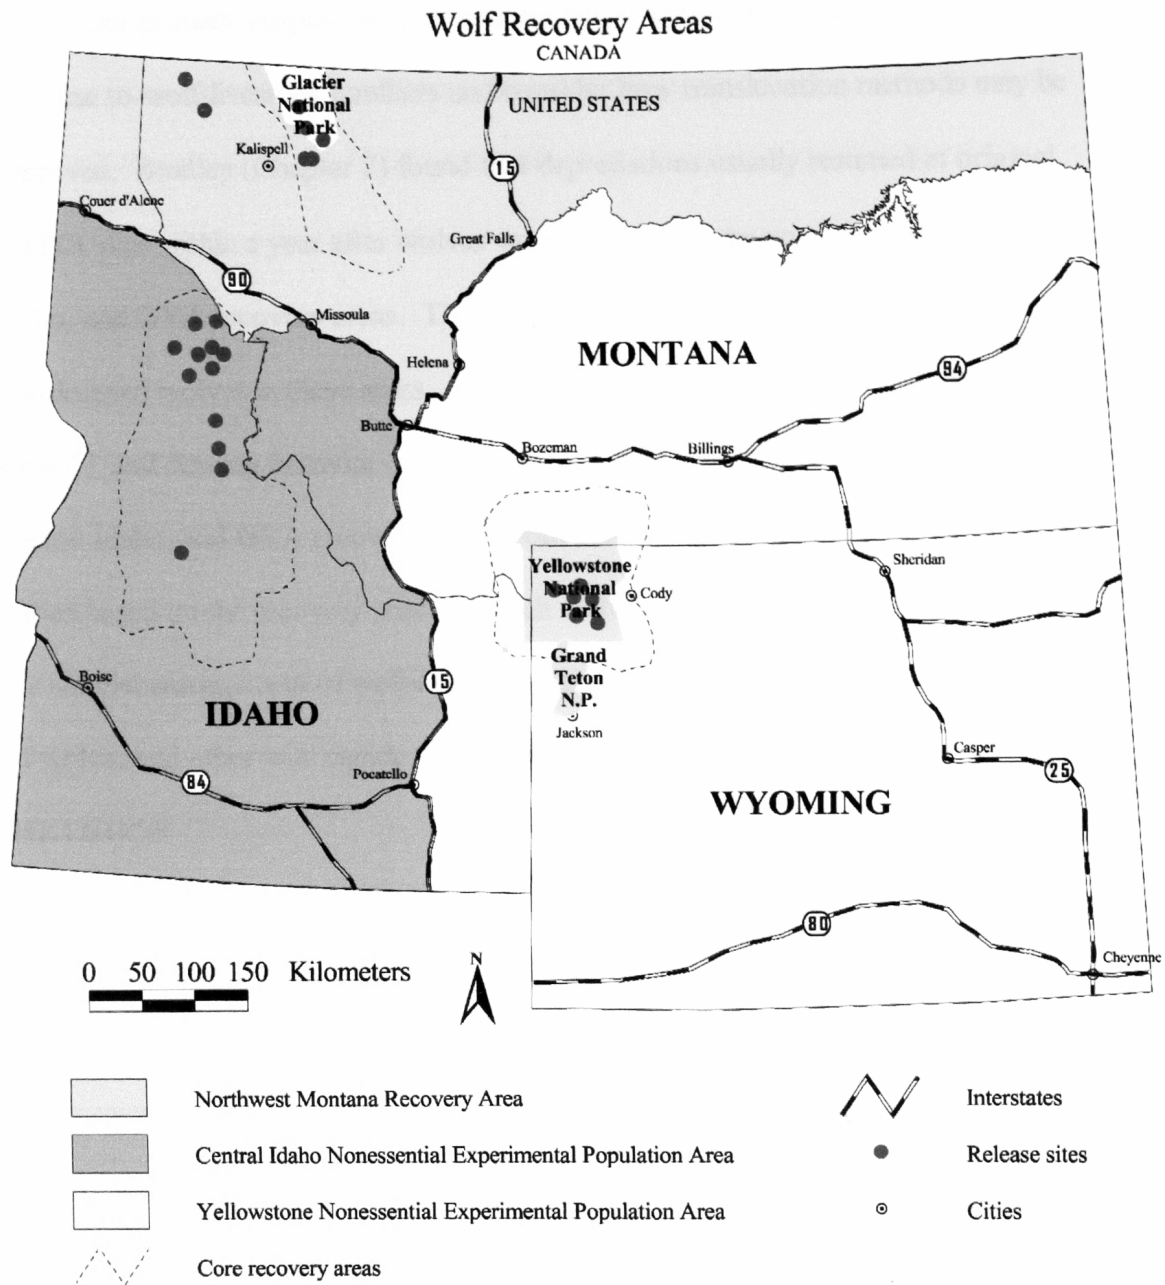 Wolf Recovery Areas
CANADA
UNITED STATES
Glacier
National
Park
Kalispell
15
Couer d'Alene
Great Falls
90
Missoula
MONTANA
Helena
94
Butte
Bozeman
Billings
Sheridan
Yellowstone
National
Park
Cody
Grand
Teton
N.P.
Jackson
Boise
15
IDAHO
Pocatello
84
Casper
25
WYOMING
80
Cheyenne
0 50 100 150 Kilometers
N
Northwest Montana Recovery Area
Central Idaho Nonessential Experimental Population Area
Yellowstone Nonessential Experimental Population Area
Core recovery areas
Interstates
Release sites
Cities